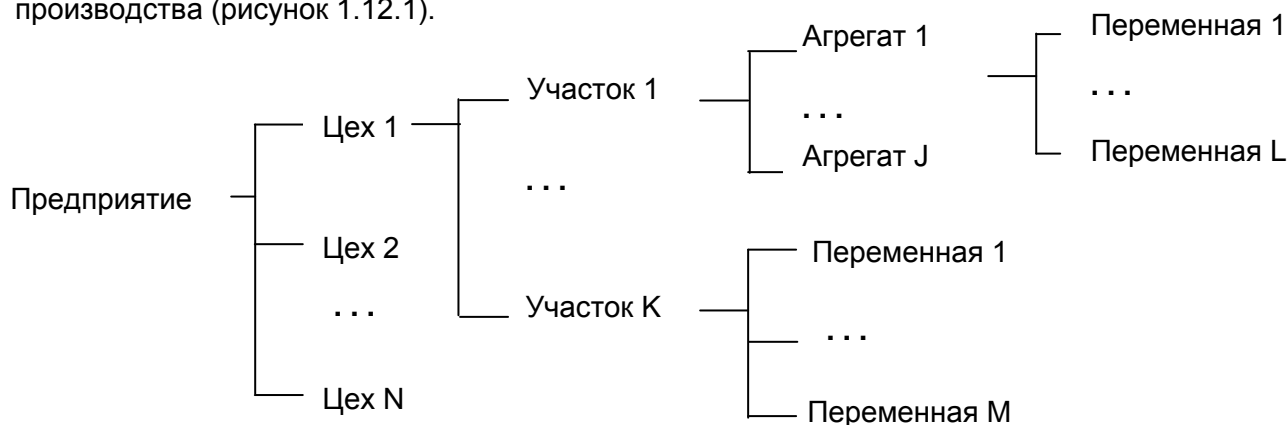 производства (рисунок 1.12.1).
Предприятие
Цех 1
Цех 2
. . .
Цех N
Участок 1
. . .
Участок K
Агрегат 1
. . .
Агрегат J
Переменная 1
. . .
Переменная L
Переменная 1
. . .
Переменная M